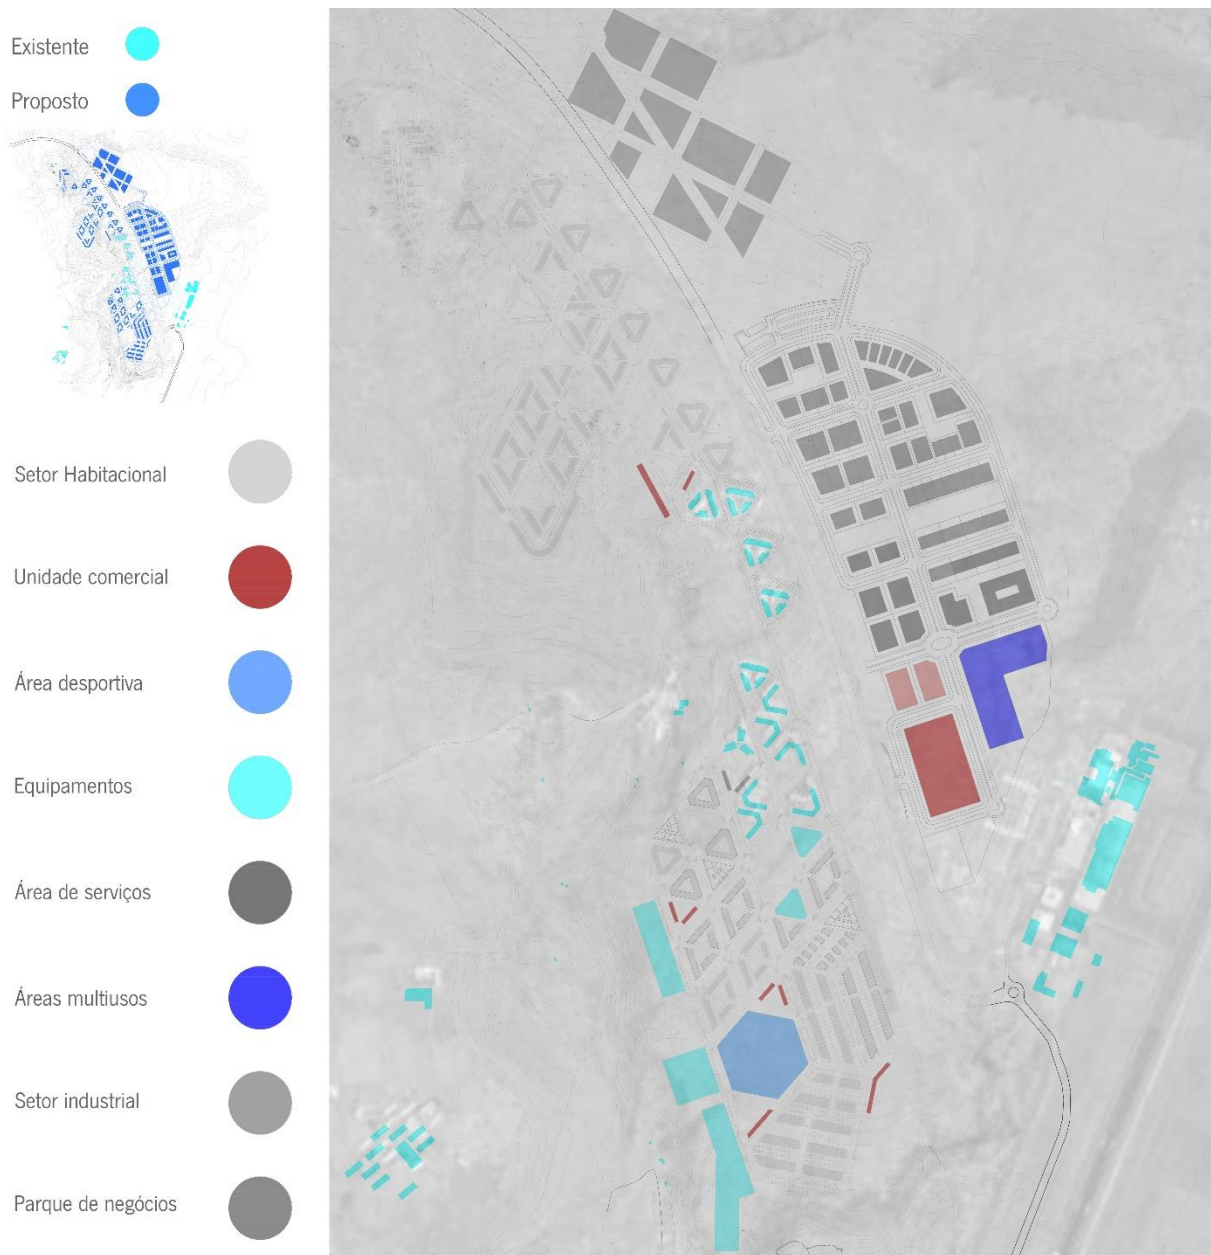 Existente
Proposto
Setor Habitacional
Unidade comercial
Área desportiva
Equipamentos
Área de serviços
Áreas multiusos
Setor industrial
Parque de negócios